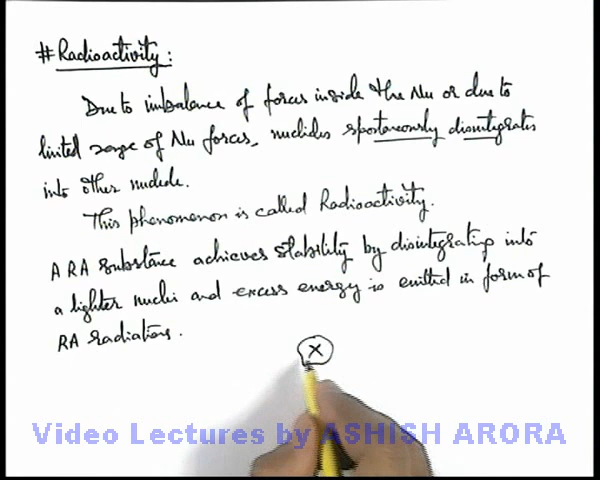 # Radioactivity :
Due to imbalance of forces inside the Nu or due to
limited range of Nu forces, nuclides spontaneously disintegrates
into other nuclide.
This phenomenon is called Radioactivity.
A RA substance achieves stability by disintegrating into
a lighter nuclei and excess energy is emitted in form of
RA radiations.
X
Video Lectures by ASHISH ARORA